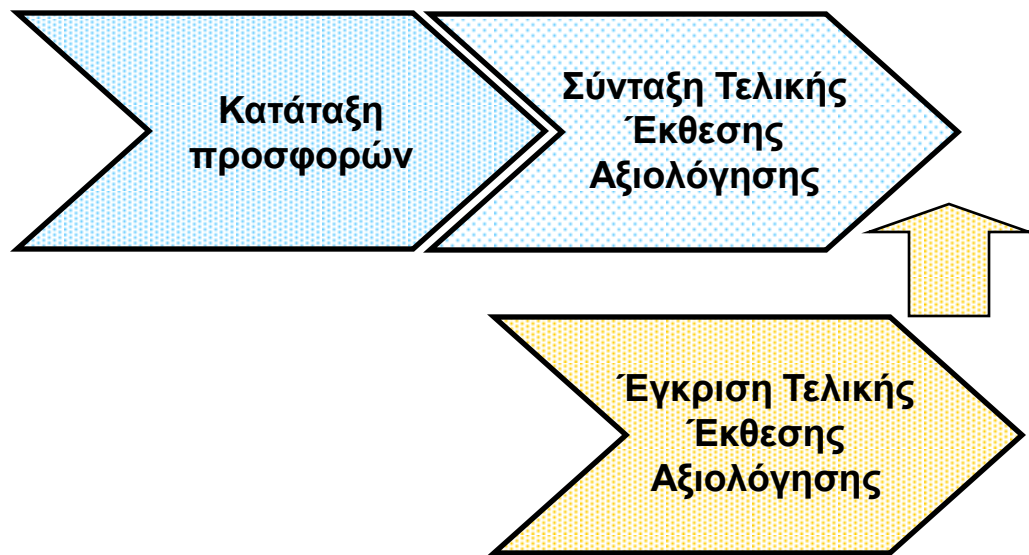 Κατάταξη
προσφορών
Σύνταξη Τελικής
Έκθεσης
Αξιολόγησης
Έγκριση Τελικής
Έκθεσης
Αξιολόγησης